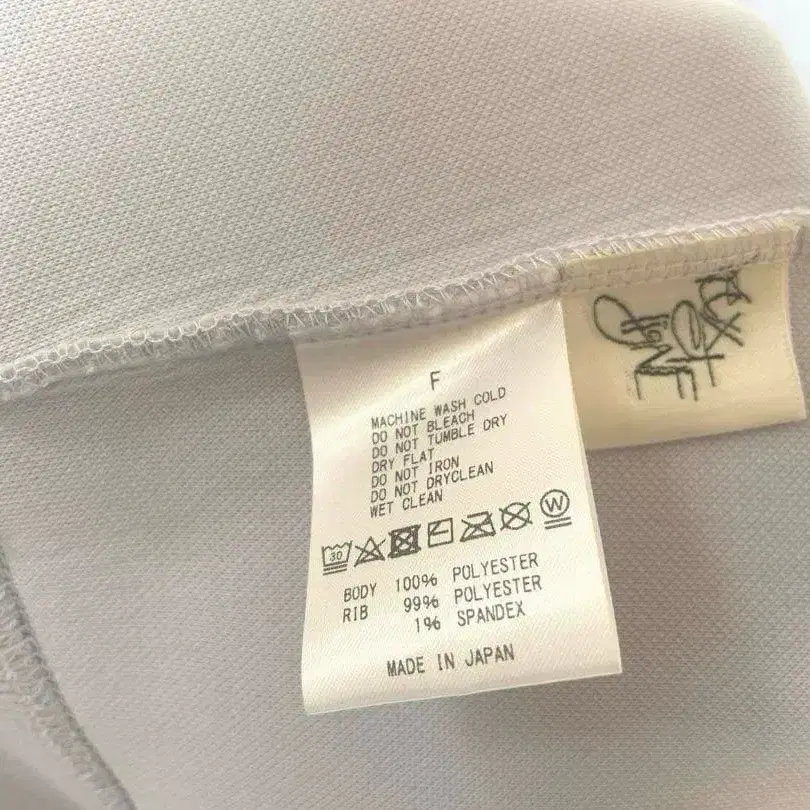 F
MACHINE WASH COLD
DO NOT BLEACH
DO NOT TUMBLE DRY
DRY FLAT
DO NOT IRON
DO NOT DRYCLEAN
WET CLEAN
30
W
BODY 100% POLYESTER
RIB 99% POLYESTER
1% SPANDEX
MADE IN JAPAN